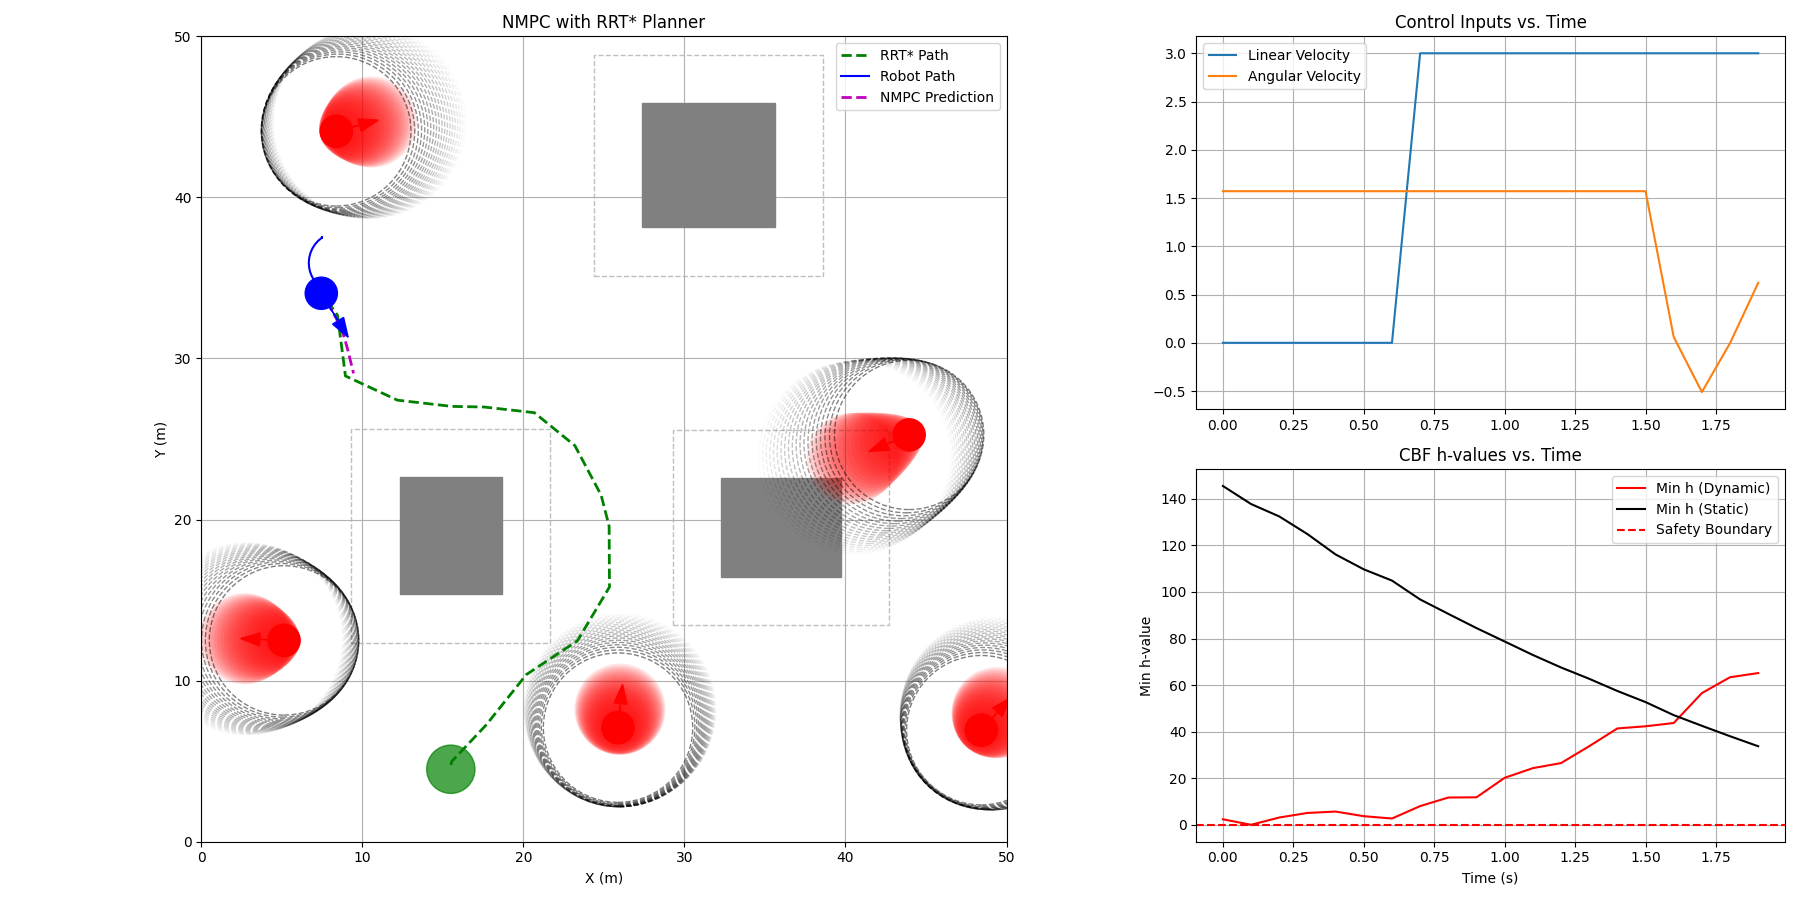 NMPC with RRT* Planner
RRT* Path
Robot Path
NMPC Prediction
50
40
30
20
10
0
Y (m)
0 10 20 30 40 50
X (m)
Control Inputs vs. Time
Linear Velocity
Angular Velocity
3.0
2.5
2.0
1.5
1.0
0.5
0.0
−0.5
0.00 0.25 0.50 0.75 1.00 1.25 1.50 1.75
CBF h-values vs. Time
Min h (Dynamic)
Min h (Static)
Safety Boundary
140
120
100
80
60
40
20
0
Min h-value
0.00 0.25 0.50 0.75 1.00 1.25 1.50 1.75
Time (s)